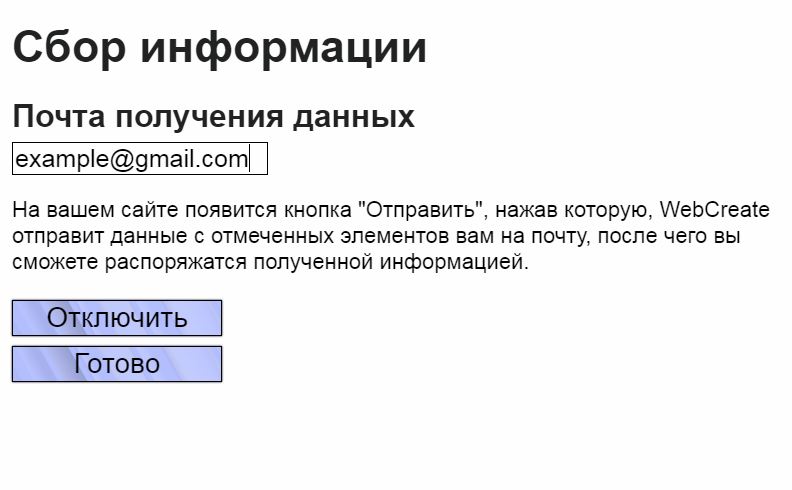 Сбор информации
Почта получения данных
example@gmail.com
На вашем сайте появится кнопка "Отправить", нажав которую, WebCreate
отправит данные с отмеченных элементов вам на почту, после чего вы
сможете распоряжатся полученной информацией.
Отключить
Готово